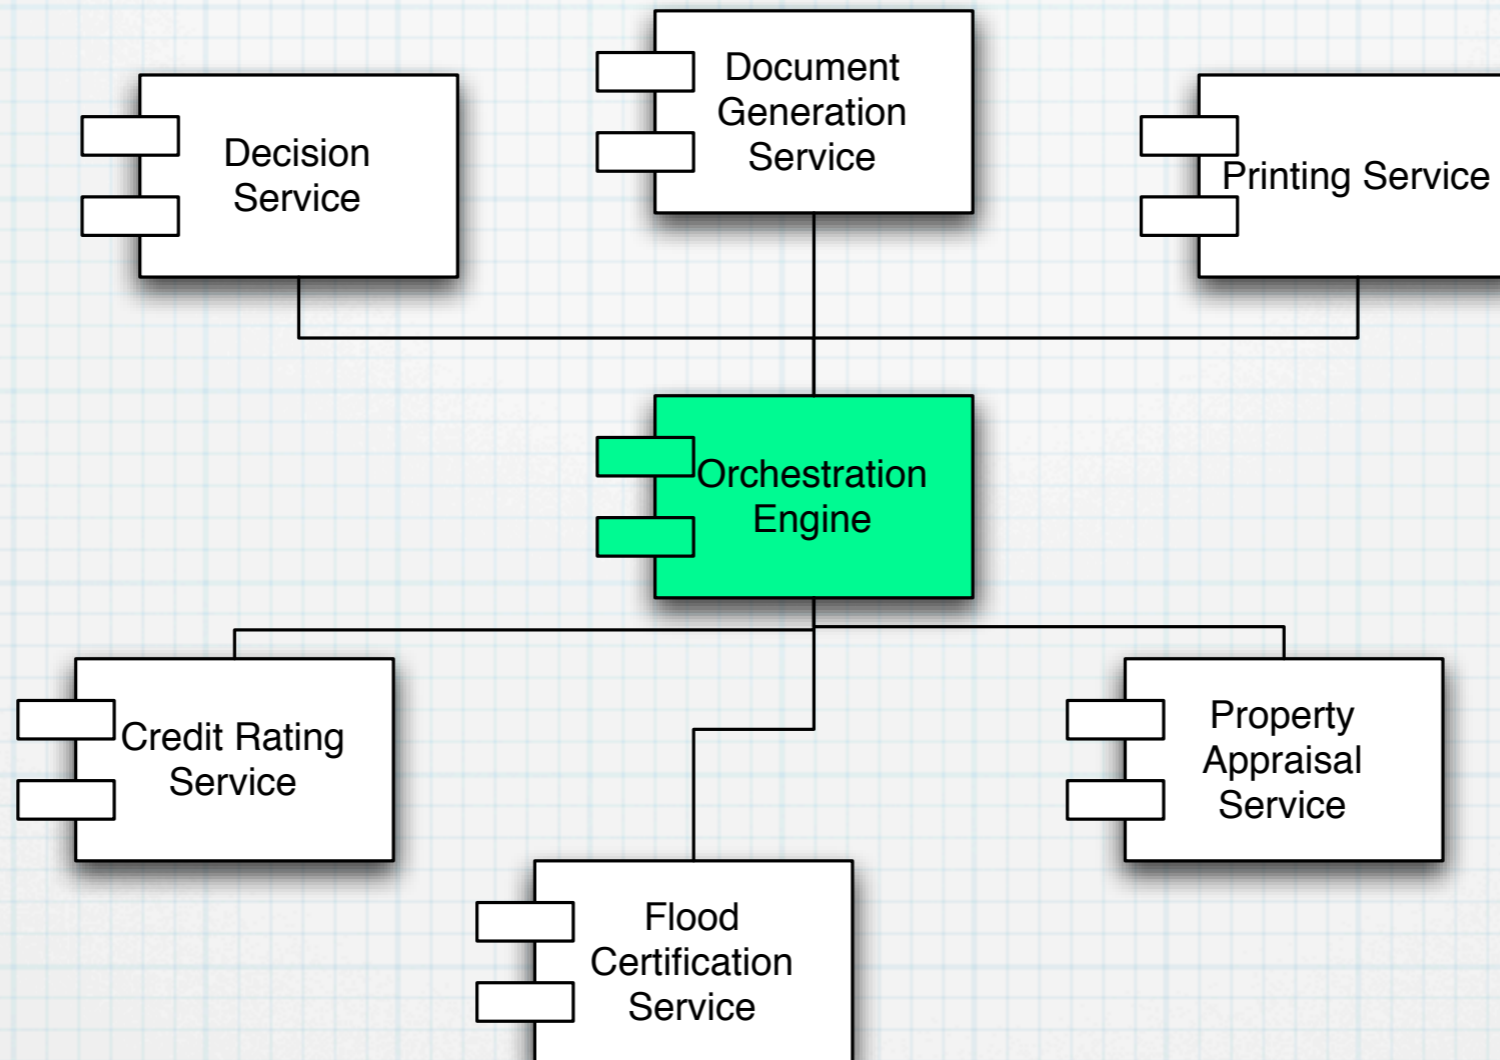 Document
Generation
Service
Decision
Service
Printing Service
Orchestration
Engine
Credit Rating
Service
Property
Appraisal
Service
Flood
Certification
Service